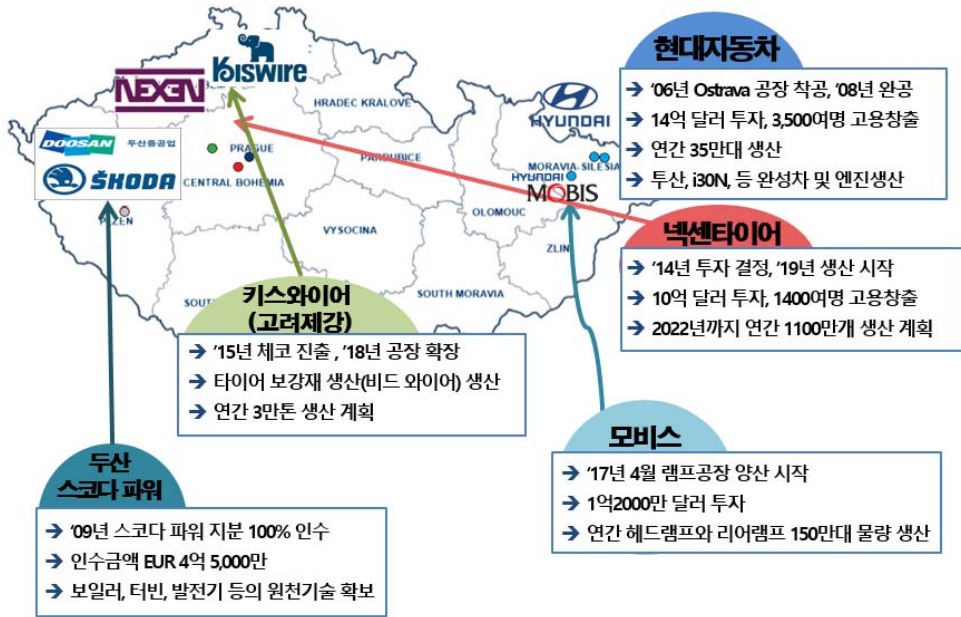 NEXEN
KISWIRE
DOOSAN 두산중공업
ŠKODA
HRADEC KRALOVE
PRAGUE
PARDUBICE
CENTRAL BOHEMIA
PLZEN
VYSOCINA
OLOMOUC
MORAVIA-SILESIA
ZLIN
SOUTH MORAVIA
SOUTH
HYUNDAI
HYUNDAI
MOBIS
현대자동차
➔ ‘06년 Ostrava 공장 착공, ‘08년 완공
➔ 14억 달러 투자, 3,500여명 고용창출
➔ 연간 35만대 생산
➔ 투산, i30N, 등 완성차 및 엔진생산
넥센타이어
➔ ‘14년 투자 결정, ‘19년 생산 시작
➔ 10억 달러 투자, 1400여명 고용창출
➔ 2022년까지 연간 1100만개 생산 계획
키스와이어
(고려제강)
➔ ‘15년 체코 진출 , ‘18년 공장 확장
➔ 타이어 보강재 생산(비드 와이어) 생산
➔ 연간 3만톤 생산 계획
모비스
➔ ‘17년 4월 램프공장 양산 시작
➔ 1억2000만 달러 투자
➔ 연간 헤드램프와 리어램프 150만대 물량 생산
두산
스코다 파워
➔ ‘09년 스코다 파워 지분 100% 인수
➔ 인수금액 EUR 4억 5,000만
➔ 보일러, 터빈, 발전기 등의 원천기술 확보